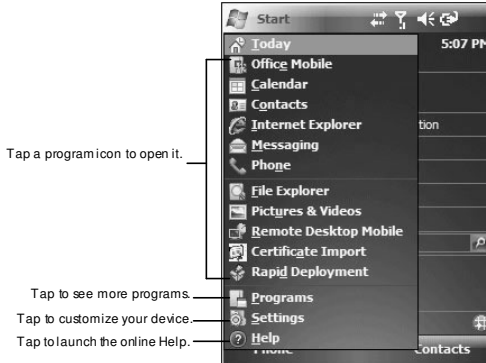 Start
Today
5:07 PM
Office Mobile
Calendar
Contacts
Internet Explorer
tion
Messaging
Tap a program icon to open it.
Phone
File Explorer
Pictures & Videos
Remote Desktop Mobile
Certificate Import
Rapid Deployment
Tap to see more programs.
Programs
Tap to customize your device.
Settings
Tap to launch the online Help.
Help
Phone
Contacts